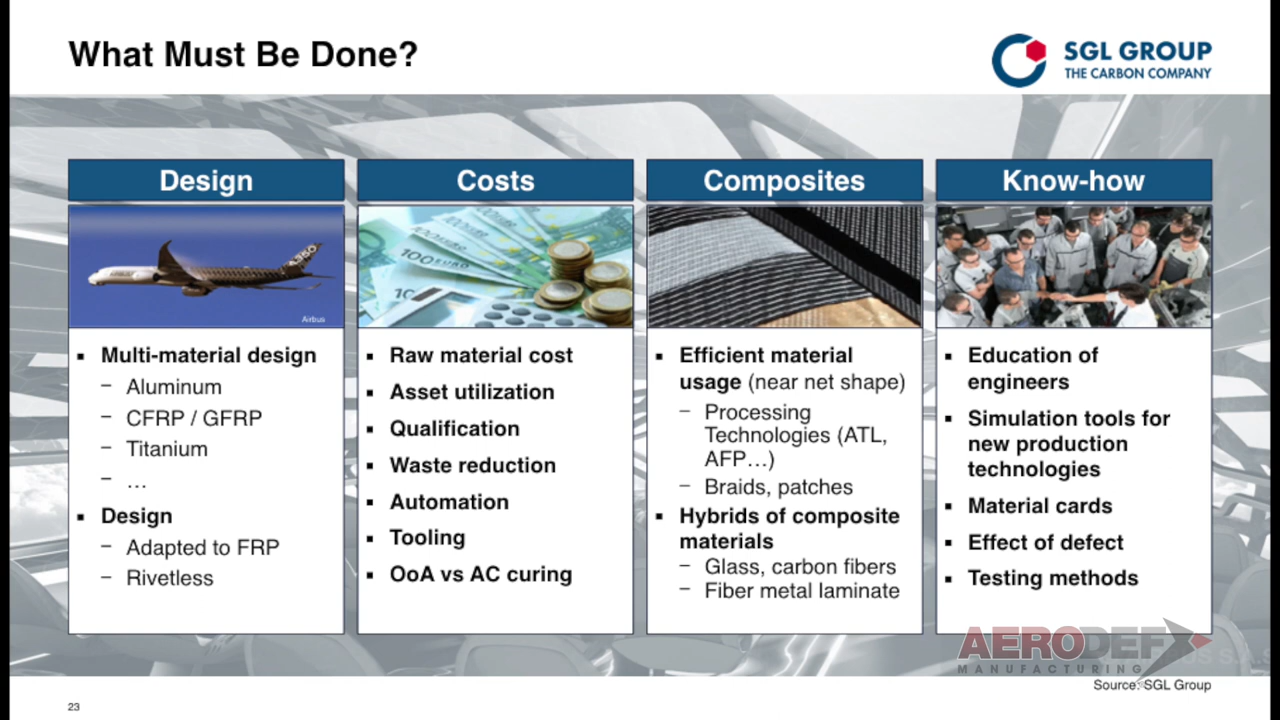 What Must Be Done?
SGL GROUP
THE CARBON COMPANY
Design
Airbus
▪ Multi-material design
– Aluminum
– CFRP / GFRP
– Titanium
– …
▪ Design
– Adapted to FRP
– Rivetless
Costs
100 EURO
▪ Raw material cost
▪ Asset utilization
▪ Qualification
▪ Waste reduction
▪ Automation
▪ Tooling
▪ OoA vs AC curing
Composites
▪ Efficient material
usage (near net shape)
– Processing
Technologies (ATL,
AFP…)
– Braids, patches
▪ Hybrids of composite
materials
– Glass, carbon fibers
– Fiber metal laminate
Know-how
▪ Education of
engineers
▪ Simulation tools for
new production
technologies
▪ Material cards
▪ Effect of defect
▪ Testing methods
AERODEF
MANUFACTURING
Source: SGL Group
23